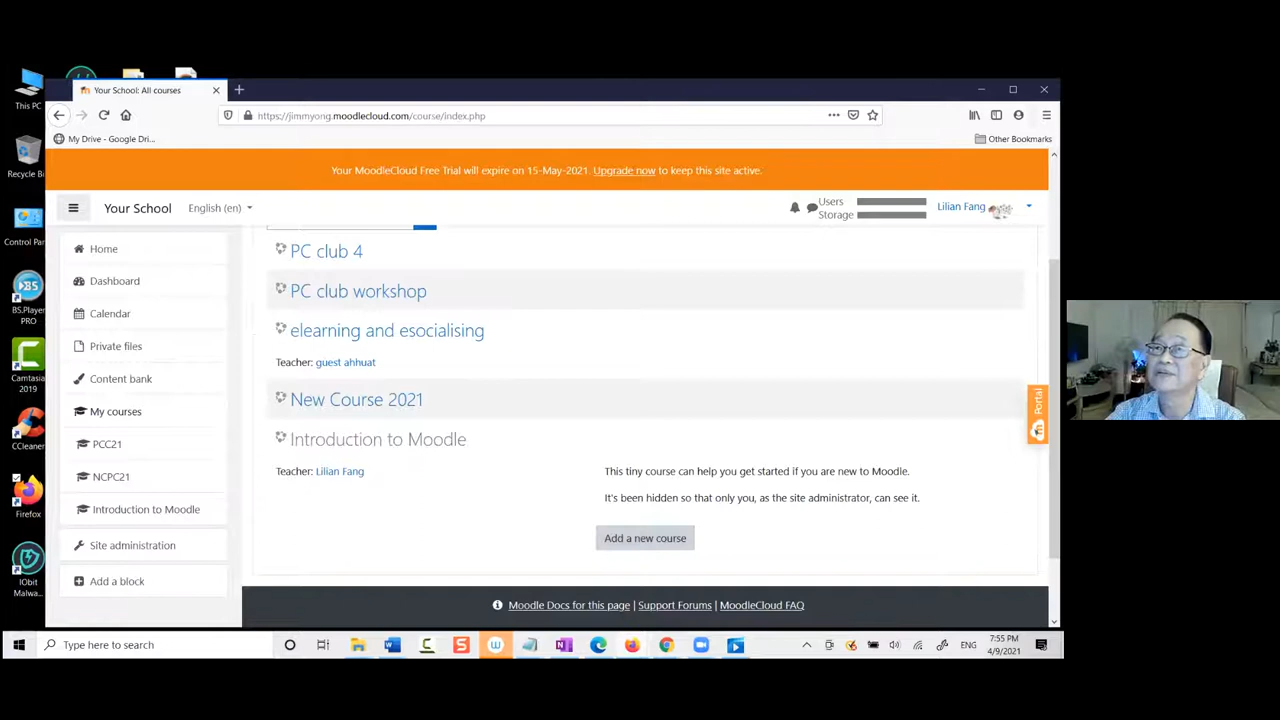 This PC
Recycle B
Control Pan
BS.Player
PRO
Camtasia
2019
CCleaner
Firefox
IObit
Malwa...
Your School: All courses
https://jimmyong.moodlecloud.com/course/index.php
My Drive - Google Dri...
Other Bookmarks
Your MoodleCloud Free Trial will expire on 15-May-2021. Upgrade now to keep this site active.
Your School
English (en)
Users
Storage
Lilian Fang
Home
Dashboard
Calendar
Private files
Content bank
My courses
PCC21
NCPC21
Introduction to Moodle
Site administration
Add a block
PC club 4
PC club workshop
elearning and esocialising
Teacher: guest ahhuat
New Course 2021
Introduction to Moodle
Teacher: Lilian Fang
This tiny course can help you get started if you are new to Moodle.
It's been hidden so that only you, as the site administrator, can see it.
Add a new course
Portal
Moodle Docs for this page | Support Forums | MoodleCloud FAQ
Type here to search
ENG
7:55 PM
4/9/2021